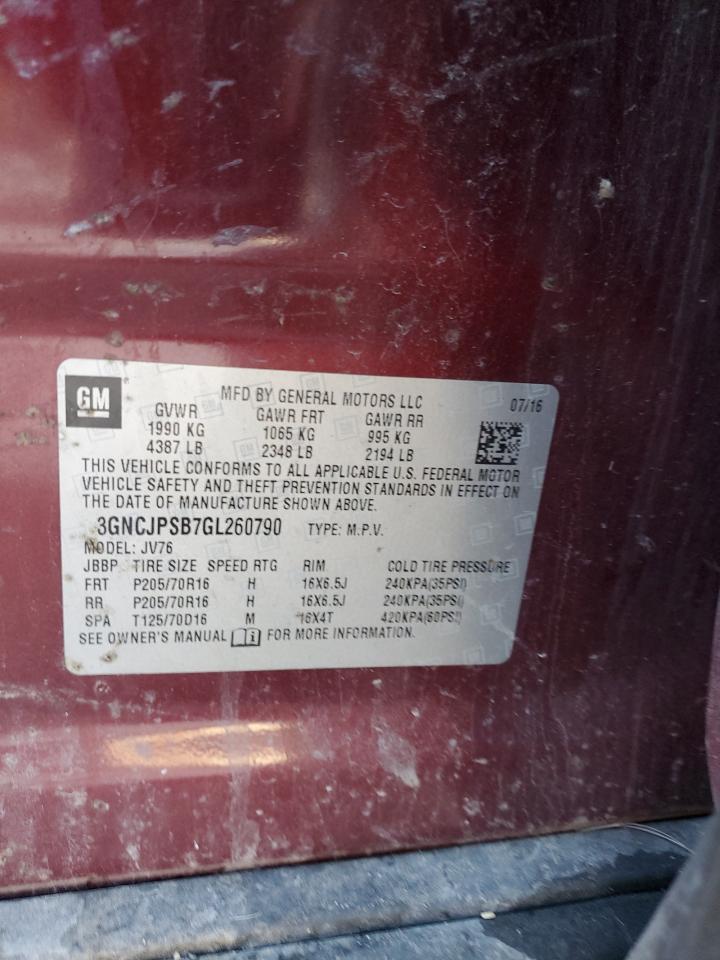 GM
MFD BY GENERAL MOTORS LLC 07/16
GVWR GAWR FRT GAWR RR
1990 KG 1065 KG 995 KG
4387 LB 2348 LB 2194 LB
THIS VEHICLE CONFORMS TO ALL APPLICABLE U.S. FEDERAL MOTOR
VEHICLE SAFETY AND THEFT PREVENTION STANDARDS IN EFFECT ON
THE DATE OF MANUFACTURE SHOWN ABOVE.
3GNCJPSB7GL260790 TYPE: M.P.V.
MODEL: JV76
JBBP TIRE SIZE SPEED RTG RIM COLD TIRE PRESSURE
FRT P205/70R16 H 16X6.5J 240KPA(35PSI)
RR P205/70R16 H 16X6.5J 240KPA(35PSI)
SPA T125/70D16 M 16X4T 420KPA(60PSI)
SEE OWNER'S MANUAL i FOR MORE INFORMATION.